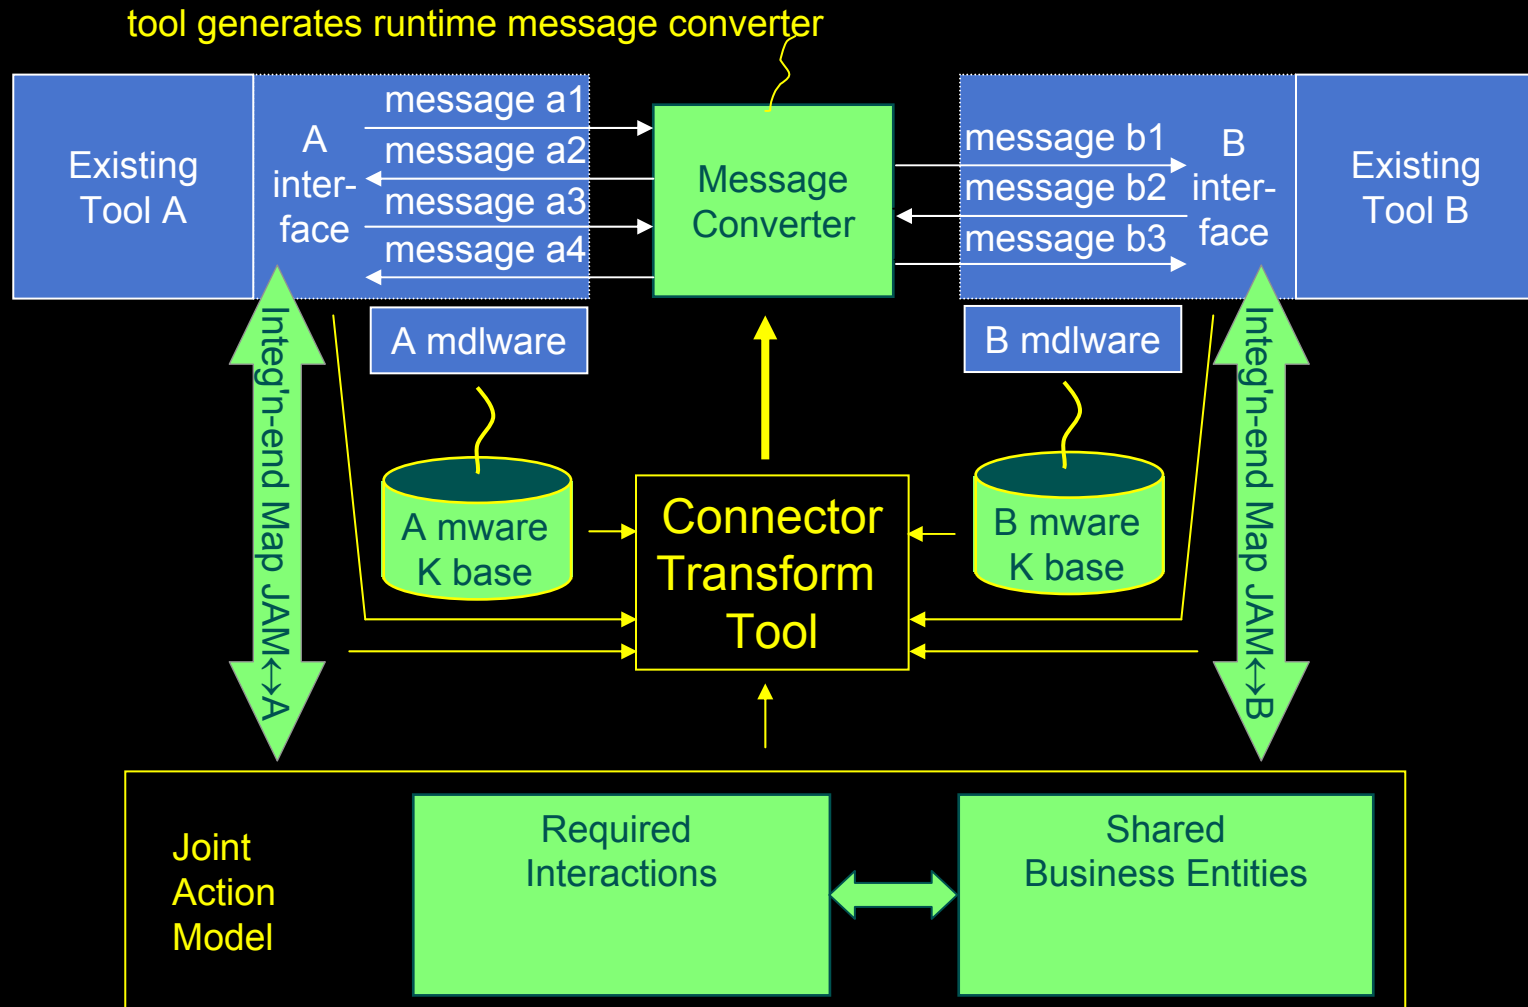 tool generates runtime message converter
Existing
Tool A
A
inter-
face
message a1
message a2
message a3
message a4
Message
Converter
message b1
message b2
message b3
B
inter-
face
Existing
Tool B
A mdlware
B mdlware
Integ'n-end Map JAM↔A
A mware
K base
Connector
Transform
Tool
B mware
K base
Integ'n-end Map JAM↔B
Joint
Action
Model
Required
Interactions
Shared
Business Entities